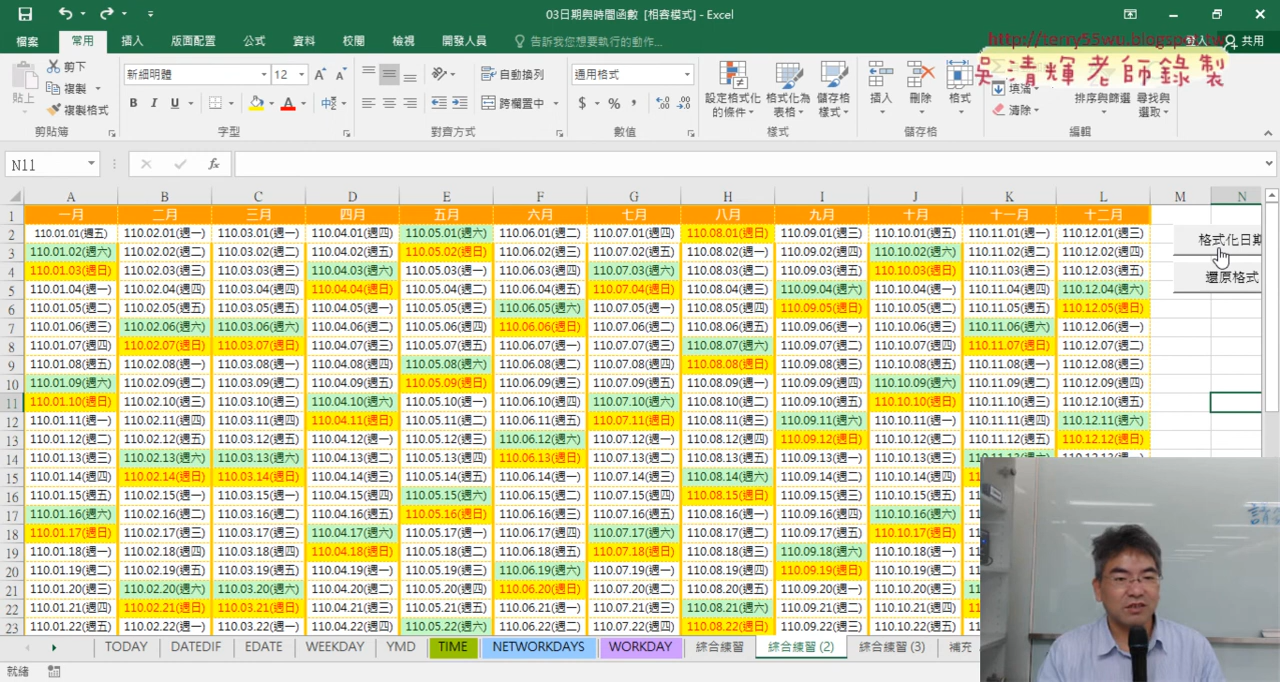 03日期與時間函數 [相容模式] - Excel
檔案 常用 插入 版面配置 公式 資料 校閱 檢視 開發人員 告訴我您想要執行的動作... 登入 共用
http://terry55wu.blogspot.tw
吳清輝老師錄製
剪下 新細明體 12 自動換列 通用格式
貼上 複製 複製格式 B I U 跨欄置中 $ % 設定格式化的條件 格式化為表格 儲存格樣式 插入 刪除 格式 填滿 清除 排序與篩選 尋找與選取
剪貼簿 字型 對齊方式 數值 樣式 儲存格 編輯
N11 fx
A B C D E F G H I J K L M N
1 一月 二月 三月 四月 五月 六月 七月 八月 九月 十月 十一月 十二月
2 110.01.01(週五) 110.02.01(週一) 110.03.01(週一) 110.04.01(週四) 110.05.01(週六) 110.06.01(週二) 110.07.01(週四) 110.08.01(週日) 110.09.01(週三) 110.10.01(週五) 110.11.01(週一) 110.12.01(週三)
3 110.01.02(週六) 110.02.02(週二) 110.03.02(週二) 110.04.02(週五) 110.05.02(週日) 110.06.02(週三) 110.07.02(週五) 110.08.02(週一) 110.09.02(週四) 110.10.02(週六) 110.11.02(週二) 110.12.02(週四) 格式化日期
4 110.01.03(週日) 110.02.03(週三) 110.03.03(週三) 110.04.03(週六) 110.05.03(週一) 110.06.03(週四) 110.07.03(週六) 110.08.03(週二) 110.09.03(週五) 110.10.03(週日) 110.11.03(週三) 110.12.03(週五)
5 110.01.04(週一) 110.02.04(週四) 110.03.04(週四) 110.04.04(週日) 110.05.04(週二) 110.06.04(週五) 110.07.04(週日) 110.08.04(週三) 110.09.04(週六) 110.10.04(週一) 110.11.04(週四) 110.12.04(週六) 還原格式
6 110.01.05(週二) 110.02.05(週五) 110.03.05(週五) 110.04.05(週一) 110.05.05(週三) 110.06.05(週六) 110.07.05(週一) 110.08.05(週四) 110.09.05(週日) 110.10.05(週二) 110.11.05(週五) 110.12.05(週日)
7 110.01.06(週三) 110.02.06(週六) 110.03.06(週六) 110.04.06(週二) 110.05.06(週四) 110.06.06(週日) 110.07.06(週二) 110.08.06(週五) 110.09.06(週一) 110.10.06(週三) 110.11.06(週六) 110.12.06(週一)
8 110.01.07(週四) 110.02.07(週日) 110.03.07(週日) 110.04.07(週三) 110.05.07(週五) 110.06.07(週一) 110.07.07(週三) 110.08.07(週六) 110.09.07(週二) 110.10.07(週四) 110.11.07(週日) 110.12.07(週二)
9 110.01.08(週五) 110.02.08(週一) 110.03.08(週一) 110.04.08(週四) 110.05.08(週六) 110.06.08(週二) 110.07.08(週四) 110.08.08(週日) 110.09.08(週三) 110.10.08(週五) 110.11.08(週一) 110.12.08(週三)
10 110.01.09(週六) 110.02.09(週二) 110.03.09(週二) 110.04.09(週五) 110.05.09(週日) 110.06.09(週三) 110.07.09(週五) 110.08.09(週一) 110.09.09(週四) 110.10.09(週六) 110.11.09(週二) 110.12.09(週四)
11 110.01.10(週日) 110.02.10(週三) 110.03.10(週三) 110.04.10(週六) 110.05.10(週一) 110.06.10(週四) 110.07.10(週六) 110.08.10(週二) 110.09.10(週五) 110.10.10(週日) 110.11.10(週三) 110.12.10(週五)
12 110.01.11(週一) 110.02.11(週四) 110.03.11(週四) 110.04.11(週日) 110.05.11(週二) 110.06.11(週五) 110.07.11(週日) 110.08.11(週三) 110.09.11(週六) 110.10.11(週一) 110.11.11(週四) 110.12.11(週六)
13 110.01.12(週二) 110.02.12(週五) 110.03.12(週五) 110.04.12(週一) 110.05.12(週三) 110.06.12(週六) 110.07.12(週一) 110.08.12(週四) 110.09.12(週日) 110.10.12(週二) 110.11.12(週五) 110.12.12(週日)
14 110.01.13(週三) 110.02.13(週六) 110.03.13(週六) 110.04.13(週二) 110.05.13(週四) 110.06.13(週日) 110.07.13(週二) 110.08.13(週五) 110.09.13(週一) 110.10.13(週三)
15 110.01.14(週四) 110.02.14(週日) 110.03.14(週日) 110.04.14(週三) 110.05.14(週五) 110.06.14(週一) 110.07.14(週三) 110.08.14(週六) 110.09.14(週二) 110.10.14(週四)
16 110.01.15(週五) 110.02.15(週一) 110.03.15(週一) 110.04.15(週四) 110.05.15(週六) 110.06.15(週二) 110.07.15(週四) 110.08.15(週日) 110.09.15(週三) 110.10.15(週五)
17 110.01.16(週六) 110.02.16(週二) 110.03.16(週二) 110.04.16(週五) 110.05.16(週日) 110.06.16(週三) 110.07.16(週五) 110.08.16(週一) 110.09.16(週四) 110.10.16(週六)
18 110.01.17(週日) 110.02.17(週三) 110.03.17(週三) 110.04.17(週六) 110.05.17(週一) 110.06.17(週四) 110.07.17(週六) 110.08.17(週二) 110.09.17(週五) 110.10.17(週日)
19 110.01.18(週一) 110.02.18(週四) 110.03.18(週四) 110.04.18(週日) 110.05.18(週二) 110.06.18(週五) 110.07.18(週日) 110.08.18(週三) 110.09.18(週六) 110.10.18(週一)
20 110.01.19(週二) 110.02.19(週五) 110.03.19(週五) 110.04.19(週一) 110.05.19(週三) 110.06.19(週六) 110.07.19(週一) 110.08.19(週四) 110.09.19(週日) 110.10.19(週二)
21 110.01.20(週三) 110.02.20(週六) 110.03.20(週六) 110.04.20(週二) 110.05.20(週四) 110.06.20(週日) 110.07.20(週二) 110.08.20(週五) 110.09.20(週一) 110.10.20(週三)
22 110.01.21(週四) 110.02.21(週日) 110.03.21(週日) 110.04.21(週三) 110.05.21(週五) 110.06.21(週一) 110.07.21(週三) 110.08.21(週六) 110.09.21(週二) 110.10.21(週四)
23 110.01.22(週五) 110.02.22(週一) 110.03.22(週一) 110.04.22(週四) 110.05.22(週六) 110.06.22(週二) 110.07.22(週四) 110.08.22(週日) 110.09.22(週三) 110.10.22(週五)
TODAY DATEDIF EDATE WEEKDAY YMD TIME NETWORKDAYS WORKDAY 綜合練習 綜合練習 (2) 綜合練習 (3) 補充
就緒